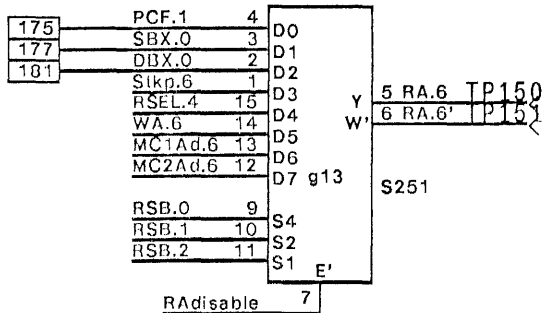 175 PCF.1 4 D0
177 SBX.0 3 D1
181 DBX.0 2 D2
Stkp.6 1 D3
RSEL.4 15 D4
WA.6 14 D5
MC1Ad.6 13 D6
MC2Ad.6 12 D7
g13
Y 5 RA.6 TP150
W' 6 RA.6' TP151
S251
RSB.0 9 S4
RSB.1 10 S2
RSB.2 11 S1
E'
RAdisable 7